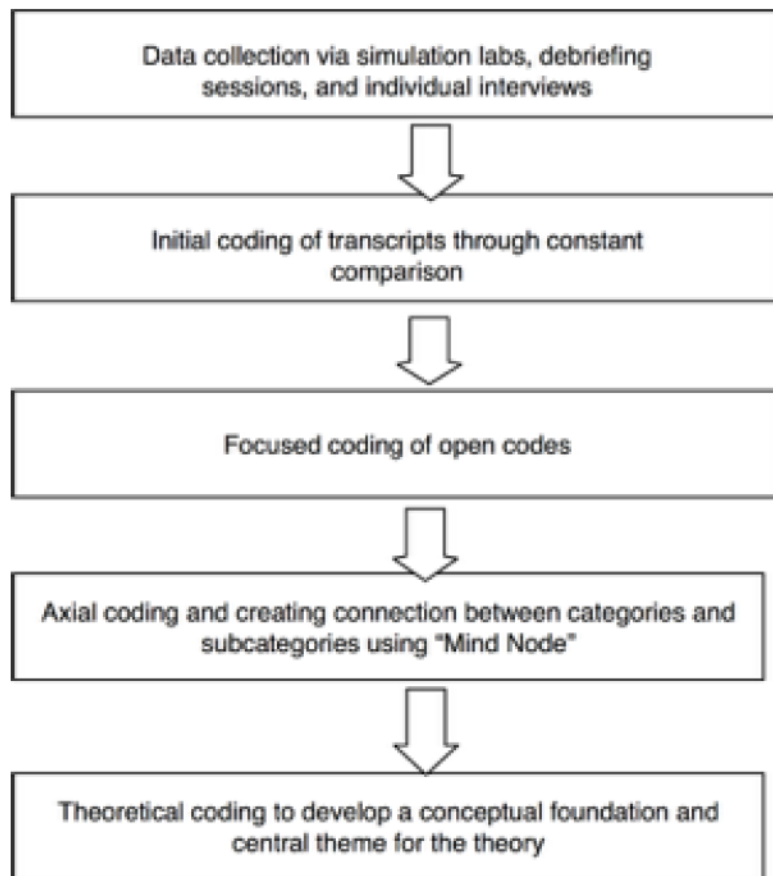 Data collection via simulation labs, debriefing
sessions, and individual interviews
Initial coding of transcripts through constant
comparison
Focused coding of open codes
Axial coding and creating connection between categories and
subcategories using “Mind Node”
Theoretical coding to develop a conceptual foundation and
central theme for the theory